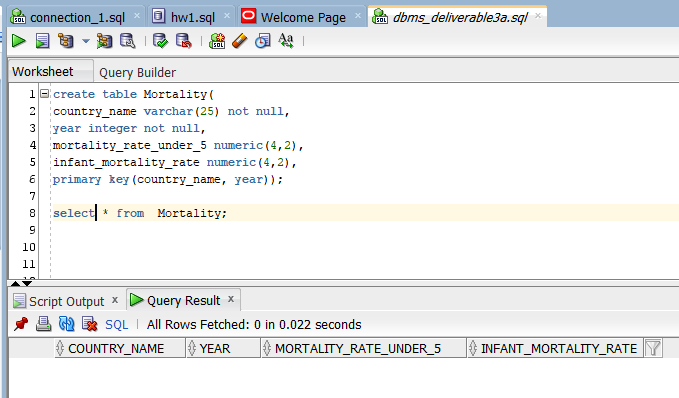 connection_1.sql hw1.sql Welcome Page dbms_deliverable3a.sql
Worksheet Query Builder
1 create table Mortality(
2 country_name varchar(25) not null,
3 year integer not null,
4 mortality_rate_under_5 numeric(4,2),
5 infant_mortality_rate numeric(4,2),
6 primary key(country_name, year));
7
8 select * from  Mortality;
9
10
11
Script Output x Query Result x
SQL | All Rows Fetched: 0 in 0.022 seconds
COUNTRY_NAME YEAR MORTALITY_RATE_UNDER_5 INFANT_MORTALITY_RATE